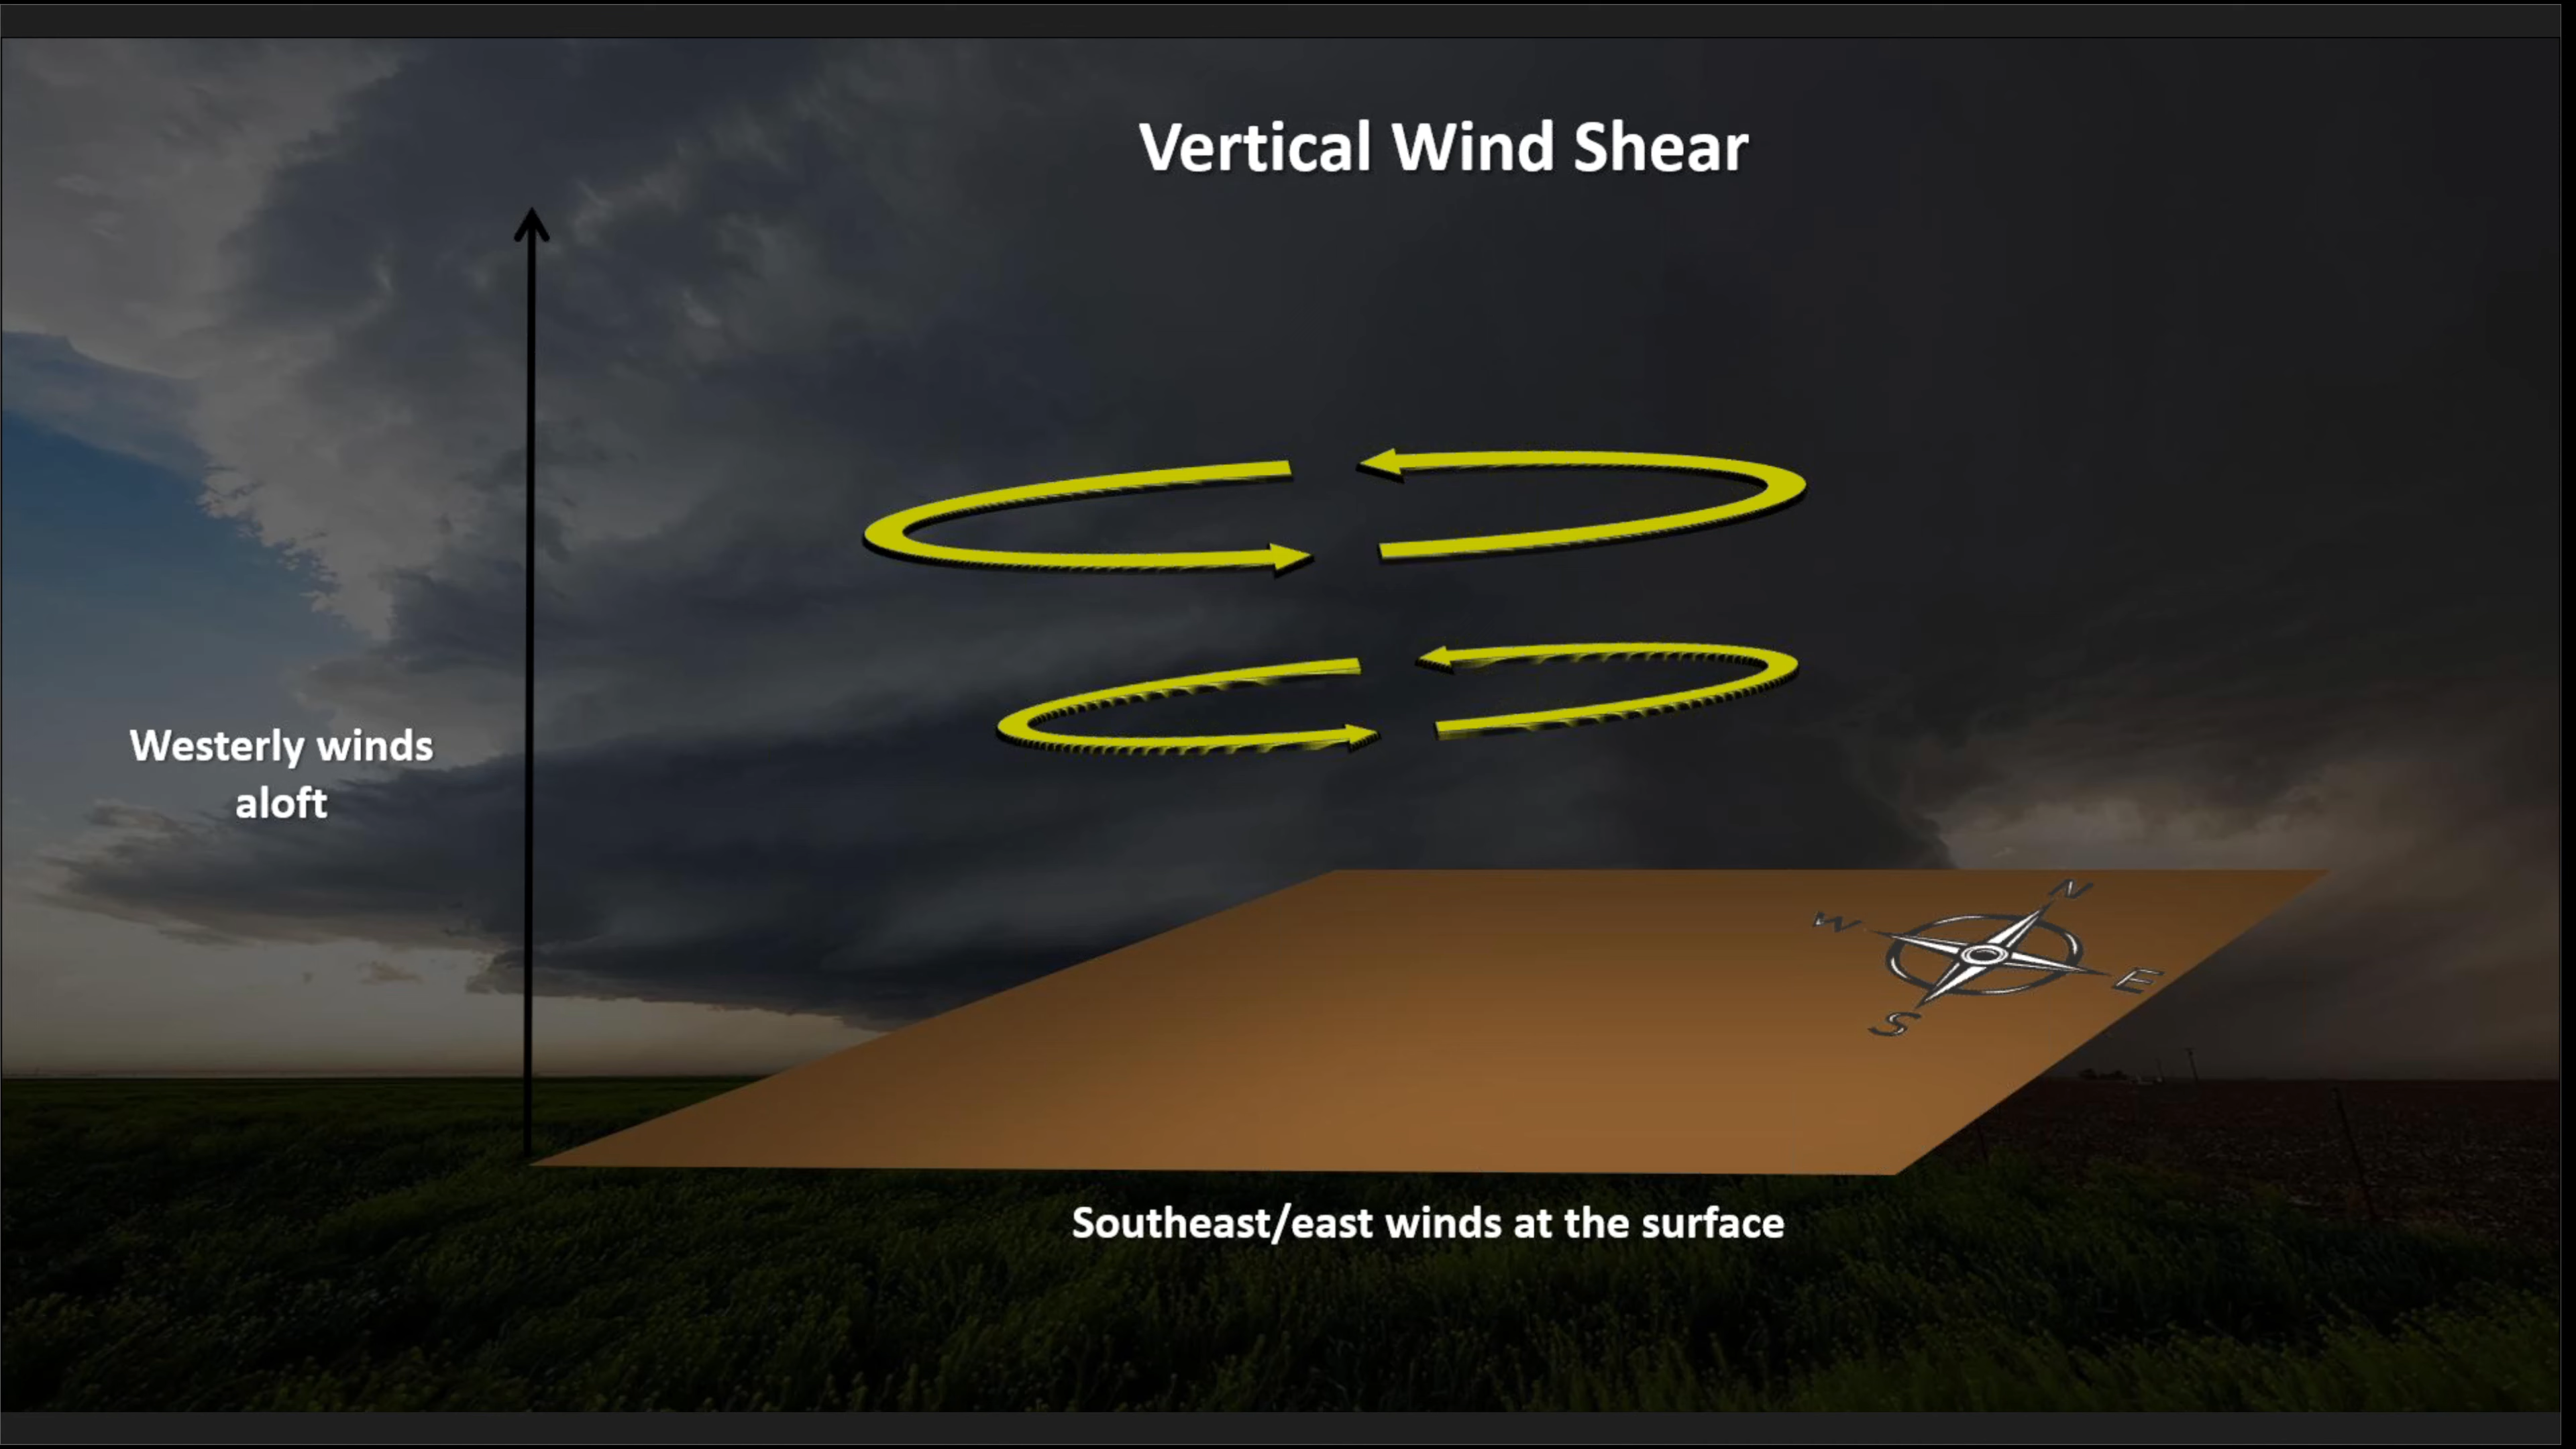 Vertical Wind Shear
Westerly winds
aloft
N
W
E
S
Southeast/east winds at the surface